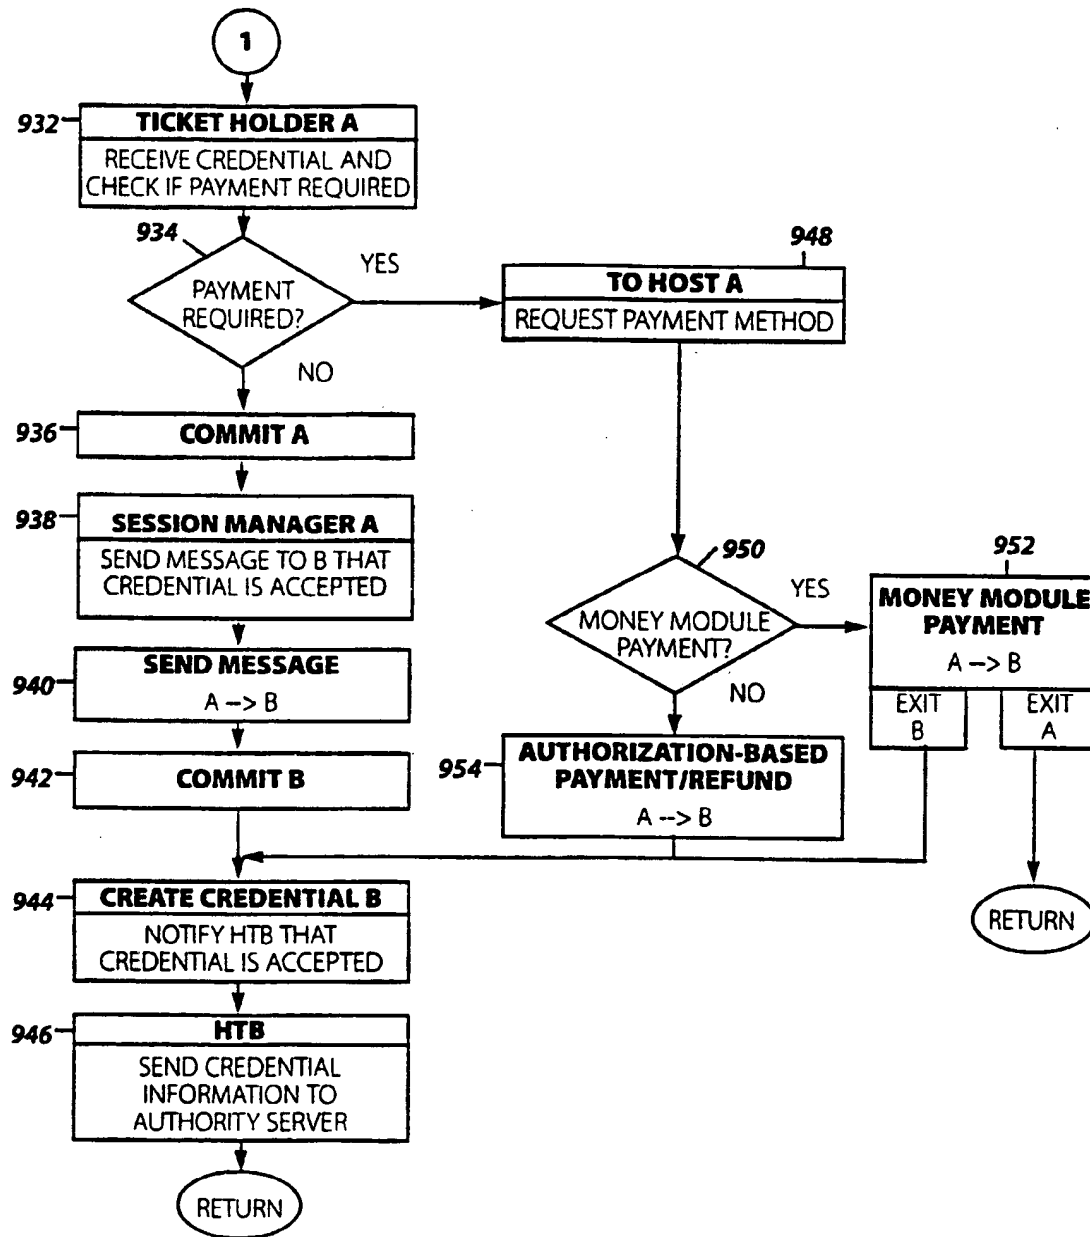 1
932
TICKET HOLDER A
RECEIVE CREDENTIAL AND
CHECK IF PAYMENT REQUIRED
934
PAYMENT
REQUIRED?
YES
NO
948
TO HOST A
REQUEST PAYMENT METHOD
936
COMMIT A
938
SESSION MANAGER A
SEND MESSAGE TO B THAT
CREDENTIAL IS ACCEPTED
940
SEND MESSAGE
A --> B
942
COMMIT B
950
MONEY MODULE
PAYMENT?
YES
NO
952
MONEY MODULE
PAYMENT
A --> B
EXIT
B
EXIT
A
954
AUTHORIZATION-BASED
PAYMENT/REFUND
A --> B
RETURN
944
CREATE CREDENTIAL B
NOTIFY HTB THAT
CREDENTIAL IS ACCEPTED
946
HTB
SEND CREDENTIAL
INFORMATION TO
AUTHORITY SERVER
RETURN